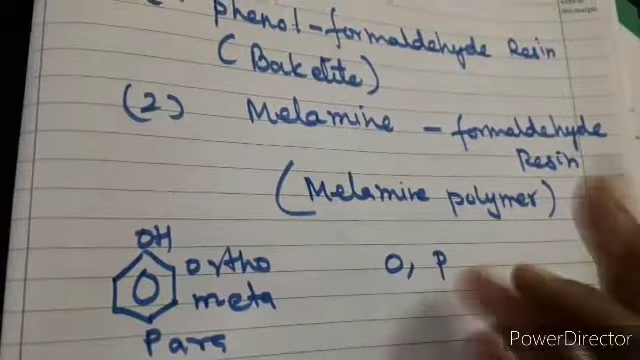 phenol-formaldehyde Resin
(Bakelite)
(2) Melamine - formaldehyde
Resin
(Melamine polymer)
OH
ortho
O, P
meta
para
PowerDirector